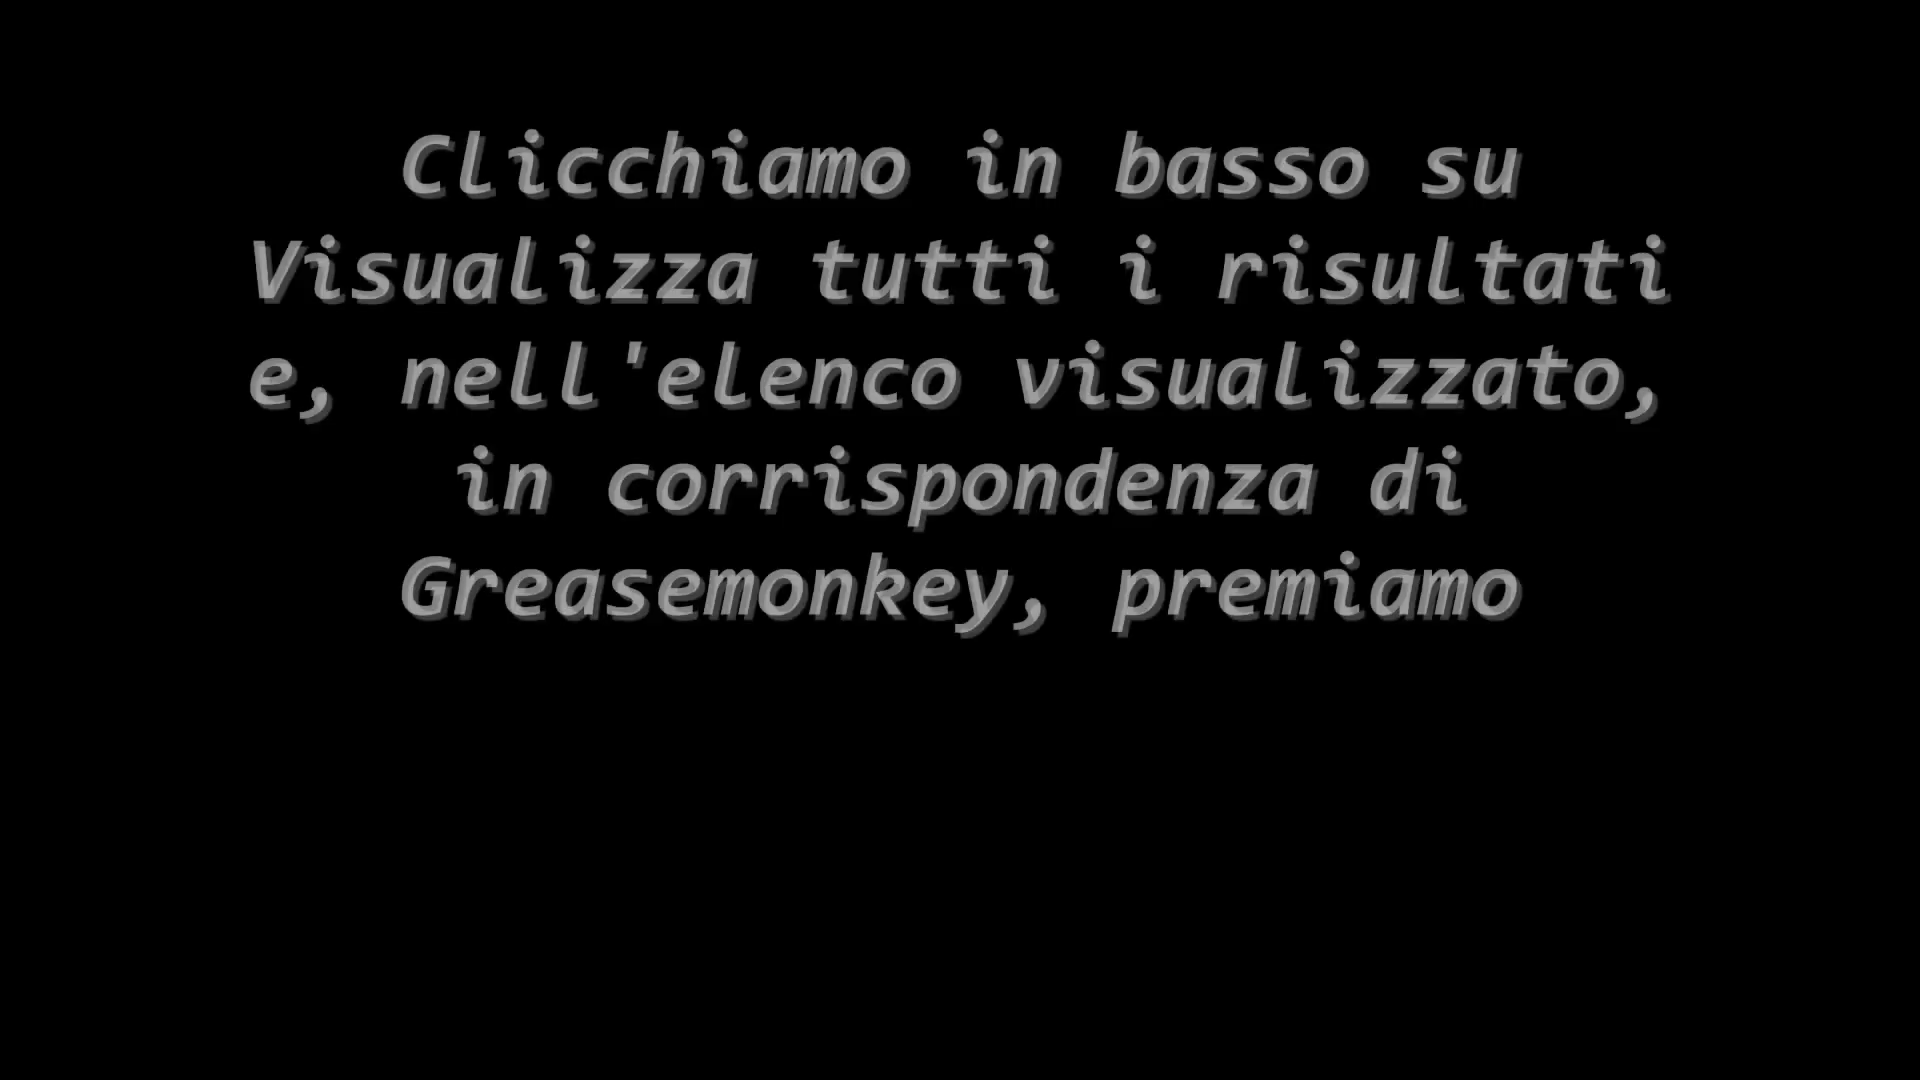 Clicchiamo in basso su
Visualizza tutti i risultati
e, nell'elenco visualizzato,
in corrispondenza di
Greasemonkey, premiamo